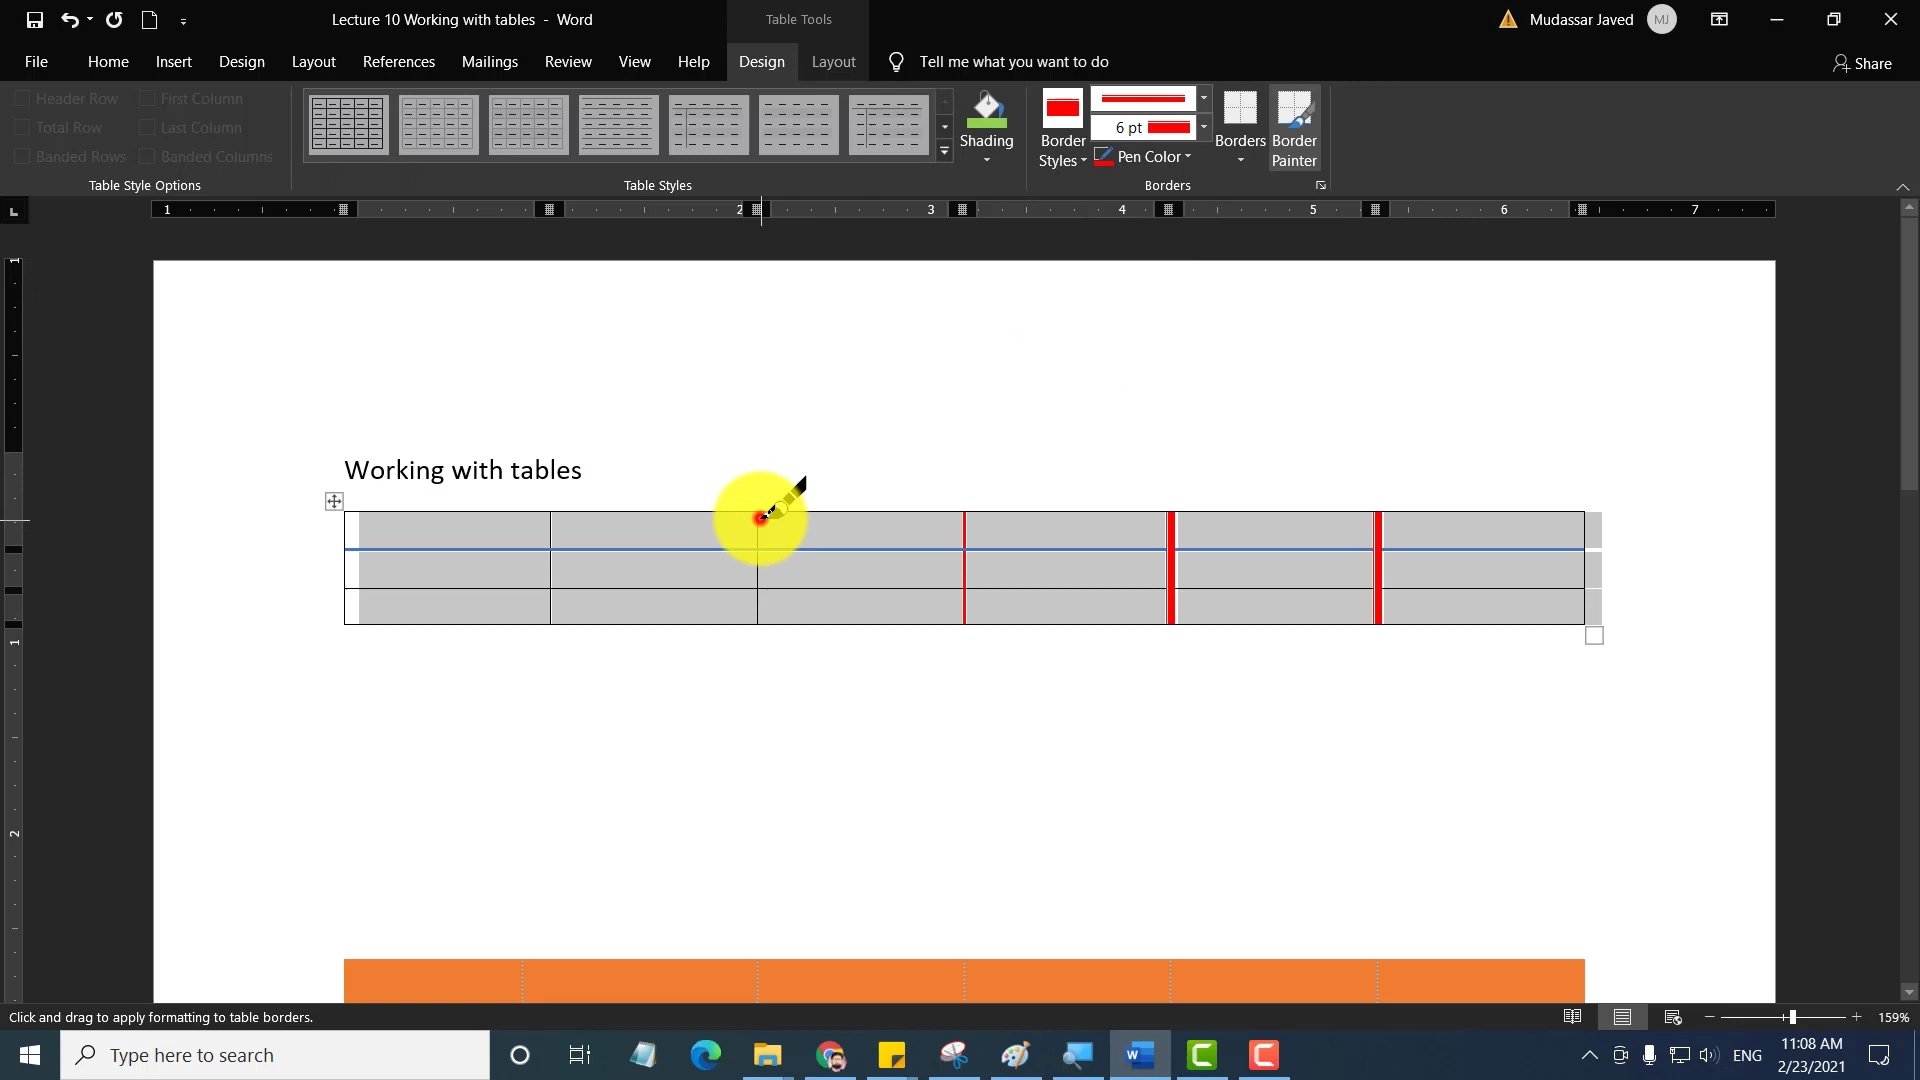 Lecture 10 Working with tables - Word
Table Tools
Mudassar Javed
MJ
File Home Insert Design Layout References Mailings Review View Help Design Layout Tell me what you want to do
Share
Header Row First Column
Total Row Last Column
Banded Rows Banded Columns
Table Style Options
Table Styles
Shading
Border Styles
6 pt
Pen Color
Borders
Border Painter
Borders
L
1 2 3 4 5 6 7
1
1
2
Working with tables
Click and drag to apply formatting to table borders.
159%
Type here to search
ENG
11:08 AM
2/23/2021